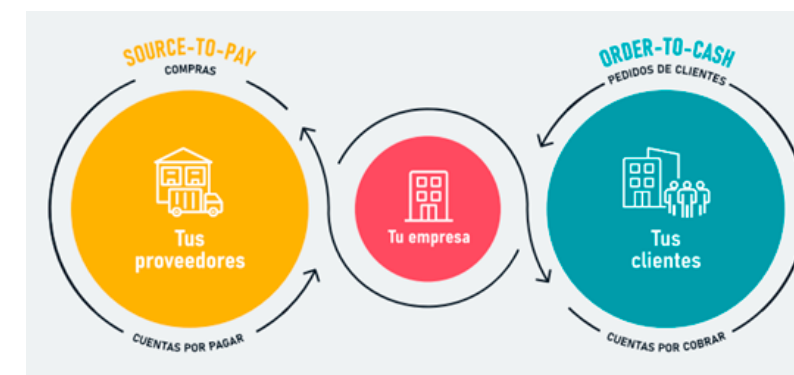 SOURCE-TO-PAY
COMPRAS
Tus
proveedores
CUENTAS POR PAGAR
Tu empresa
ORDER-TO-CASH
PEDIDOS DE CLIENTES
Tus
clientes
CUENTAS POR COBRAR